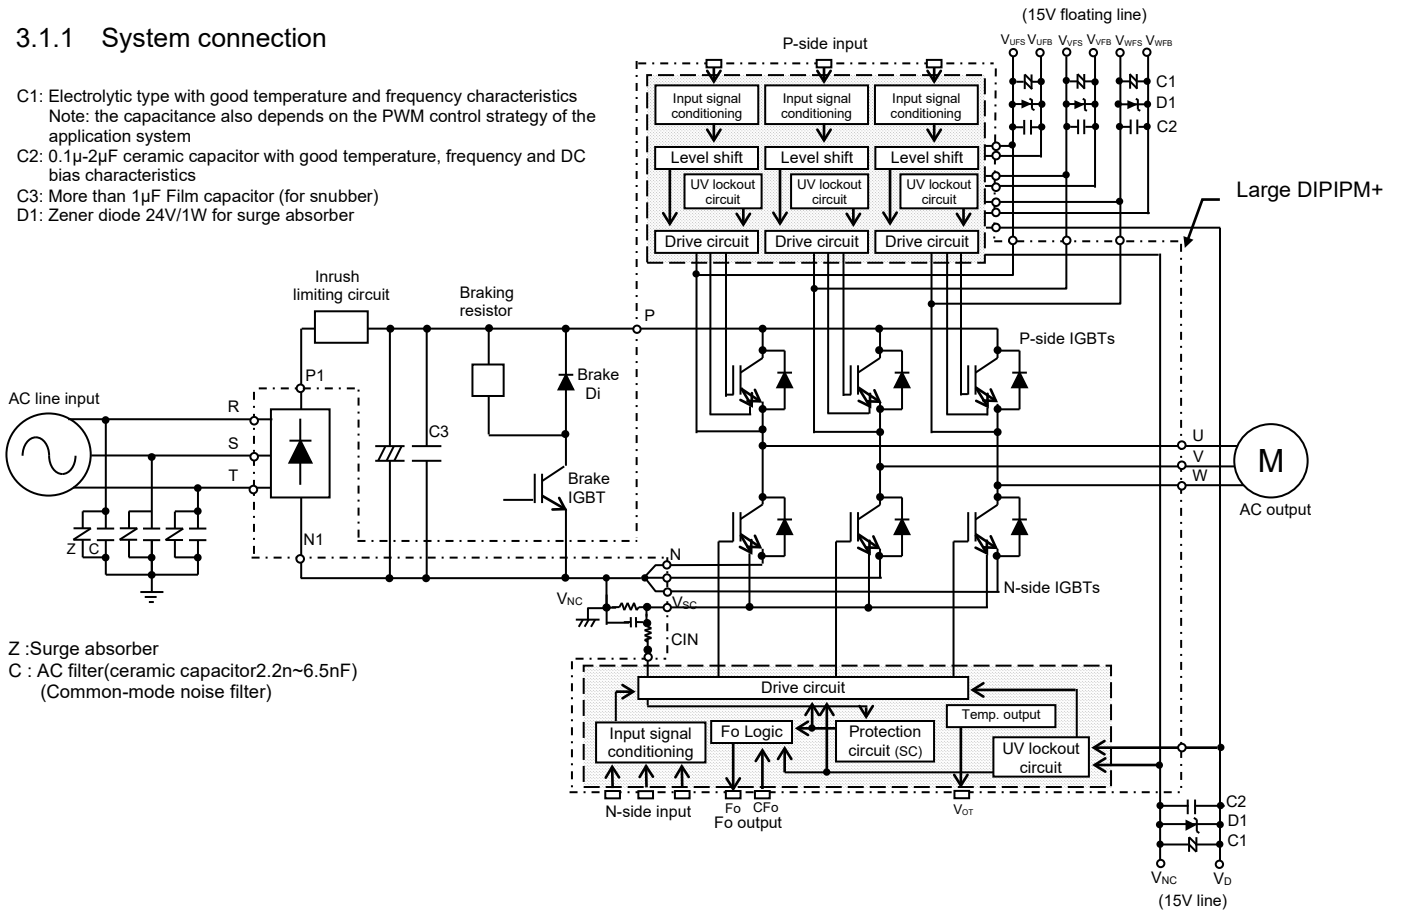 3.1.1 System connection
C1: Electrolytic type with good temperature and frequency characteristics
Note: the capacitance also depends on the PWM control strategy of the
application system
C2: 0.1μ-2μF ceramic capacitor with good temperature, frequency and DC
bias characteristics
C3: More than 1μF Film capacitor (for snubber)
D1: Zener diode 24V/1W for surge absorber
(15V floating line)
VUFS VUFB VVFS VVFB VWFS VWFB
C1
D1
C2
P-side input
Input signal
conditioning
Input signal
conditioning
Input signal
conditioning
Level shift
Level shift
Level shift
UV lockout
circuit
UV lockout
circuit
UV lockout
circuit
Drive circuit
Drive circuit
Drive circuit
Large DIPIPM+
Inrush
limiting circuit
Braking
resistor
P
P-side IGBTs
P1
Brake
Di
AC line input
R
S
T
C3
Brake
IGBT
U
V
W
M
AC output
Z
C
N1
N
N-side IGBTs
VNC
VSC
CIN
Z :Surge absorber
C : AC filter(ceramic capacitor2.2n~6.5nF)
(Common-mode noise filter)
Drive circuit
Temp. output
Input signal
conditioning
Fo Logic
Protection
circuit (SC)
UV lockout
circuit
N-side input
Fo
CFo
Fo output
VOT
C2
D1
C1
VNC
VD
(15V line)